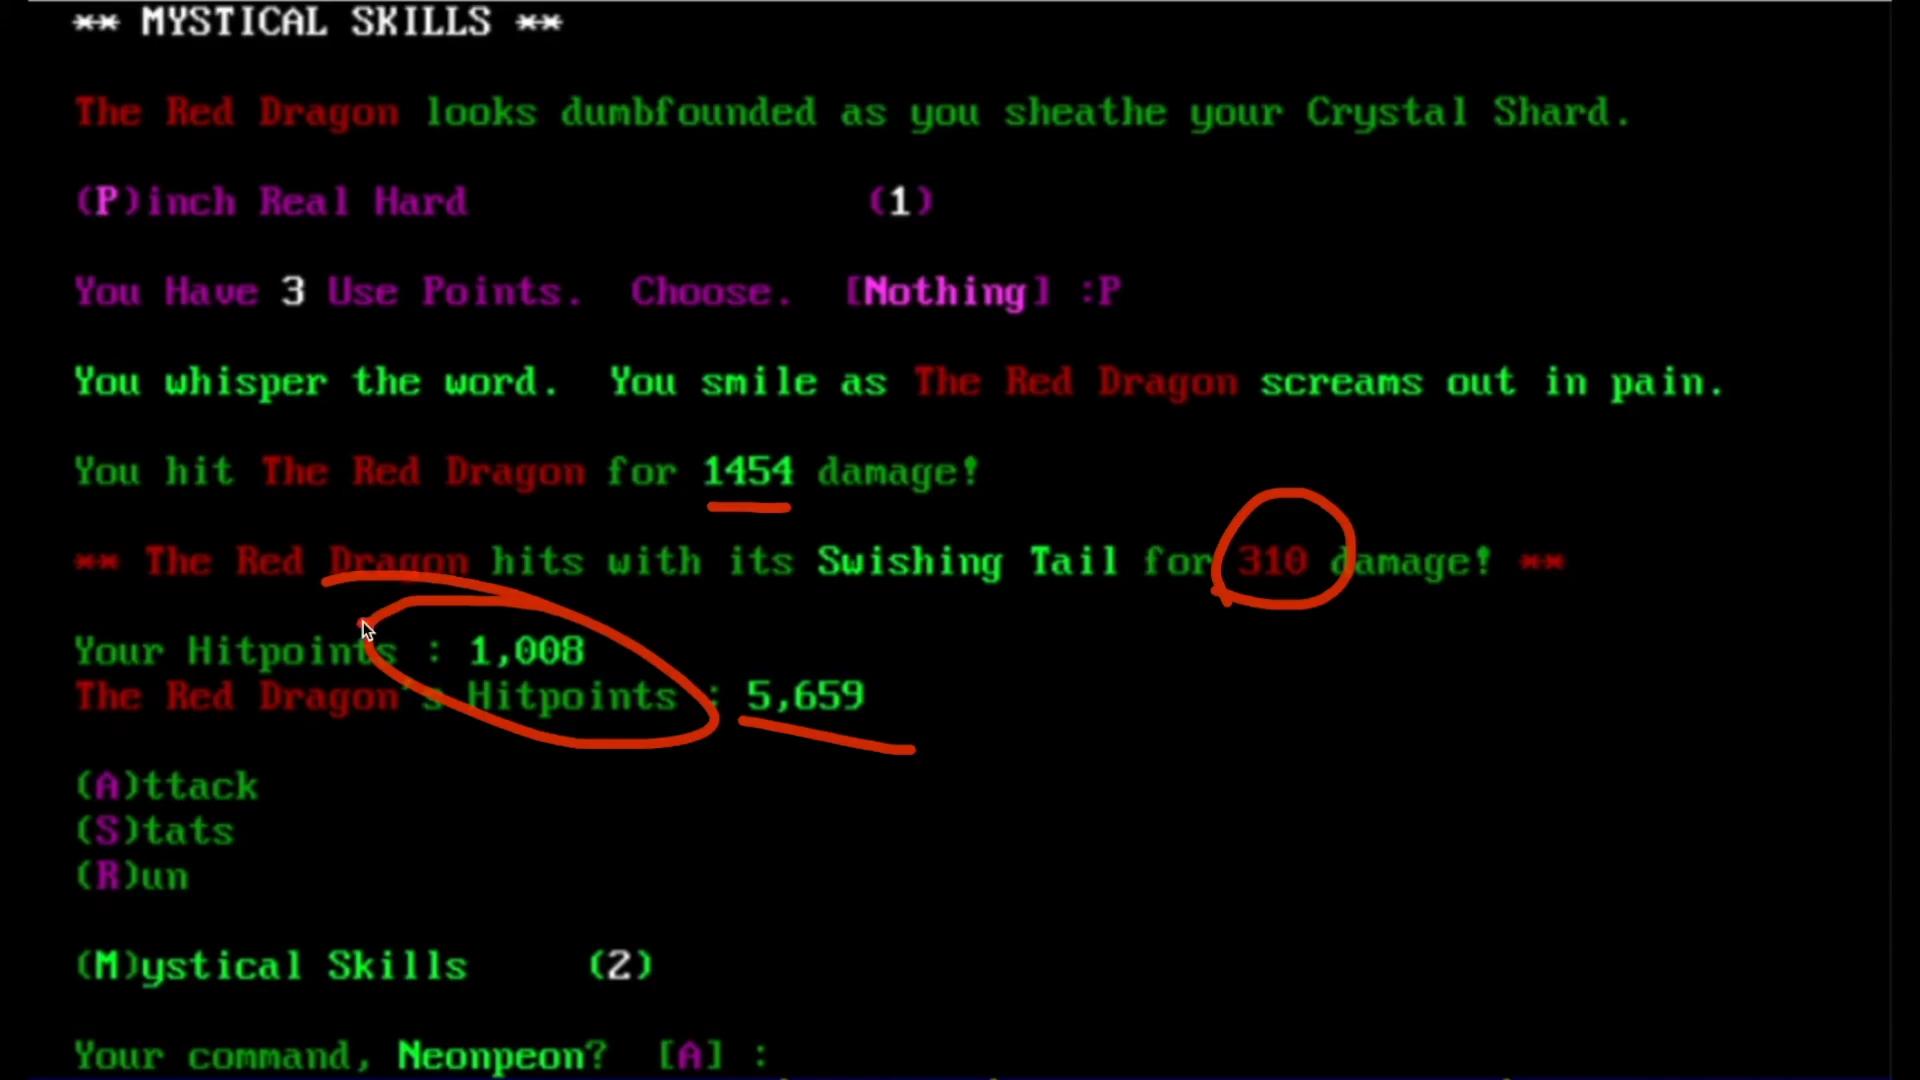 ** MYSTICAL SKILLS **
The Red Dragon looks dumbfounded as you sheathe your Crystal Shard.
(P)inch Real Hard (1)
You Have 3 Use Points. Choose. [Nothing] :P
You whisper the word. You smile as The Red Dragon screams out in pain.
You hit The Red Dragon for 1454 damage!
** The Red Dragon hits with its Swishing Tail for 310 damage! **
Your Hitpoints : 1,008
The Red Dragon's Hitpoints : 5,659
(A)ttack
(S)tats
(R)un
(M)ystical Skills (2)
Your command, Neonpeon? [A] :